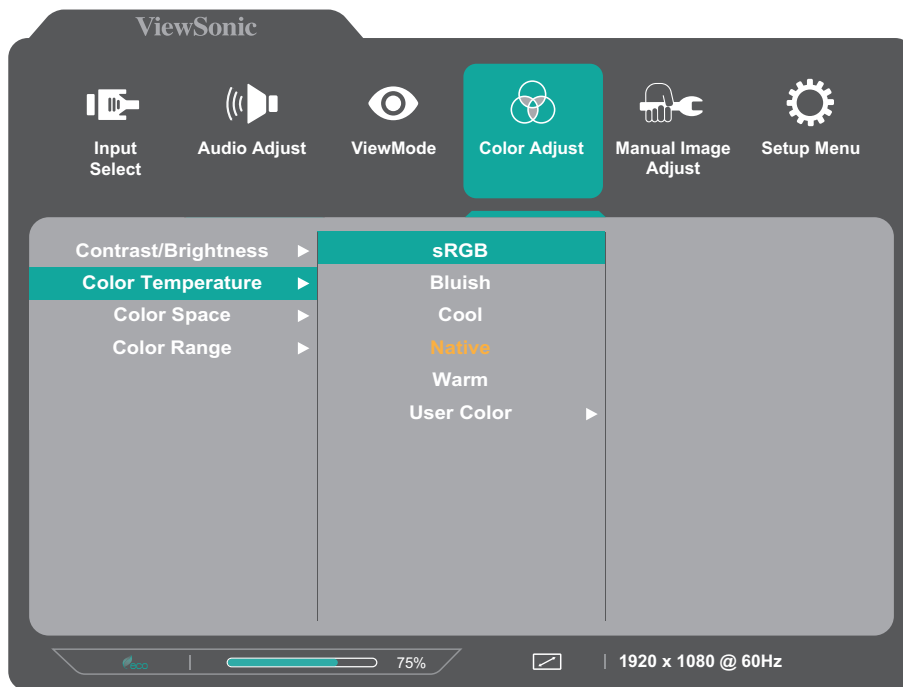 ViewSonic
Input Select
Audio Adjust
ViewMode
Color Adjust
Manual Image Adjust
Setup Menu
Contrast/Brightness
Color Temperature
Color Space
Color Range
sRGB
Bluish
Cool
Native
Warm
User Color
eco
75%
1920 x 1080 @ 60Hz